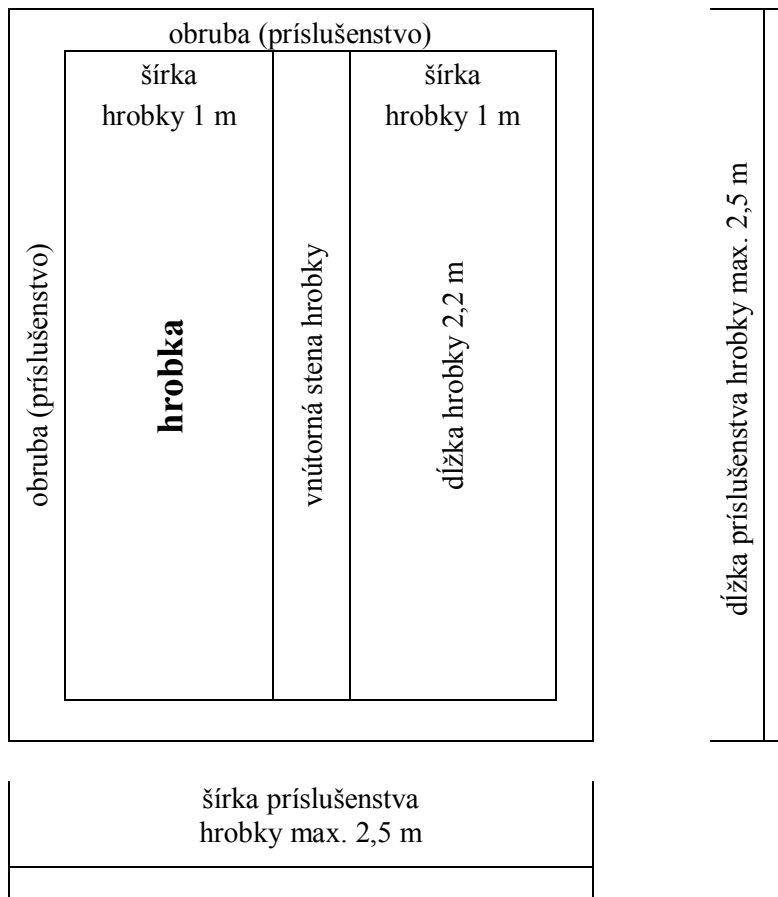 obruba (príslušenstvo)
šírka
hrobky 1 m
šírka
hrobky 1 m
obruba (príslušenstvo)
hrobka
vnútorná stena hrobky
dĺžka hrobky 2,2 m
dĺžka príslušenstva hrobky max. 2,5 m
šírka príslušenstva
hrobky max. 2,5 m